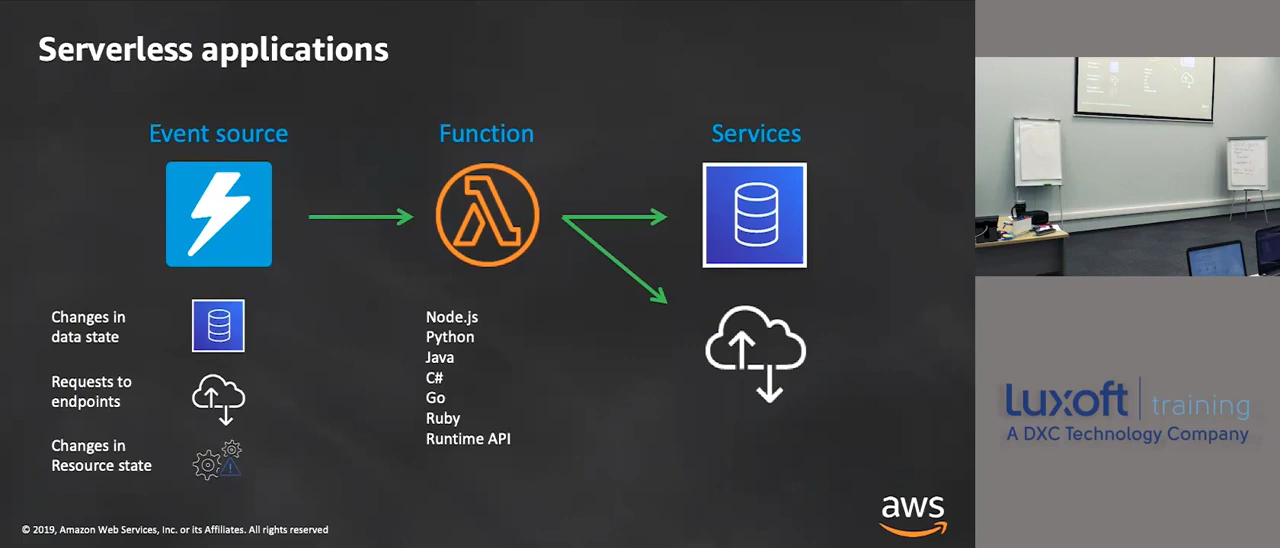 Serverless applications
Event source
Function
Services
Changes in
data state
Requests to
endpoints
Changes in
Resource state
Node.js
Python
Java
C#
Go
Ruby
Runtime API
© 2019, Amazon Web Services, Inc. or its Affiliates. All rights reserved
aws
Luxoft training
A DXC Technology Company